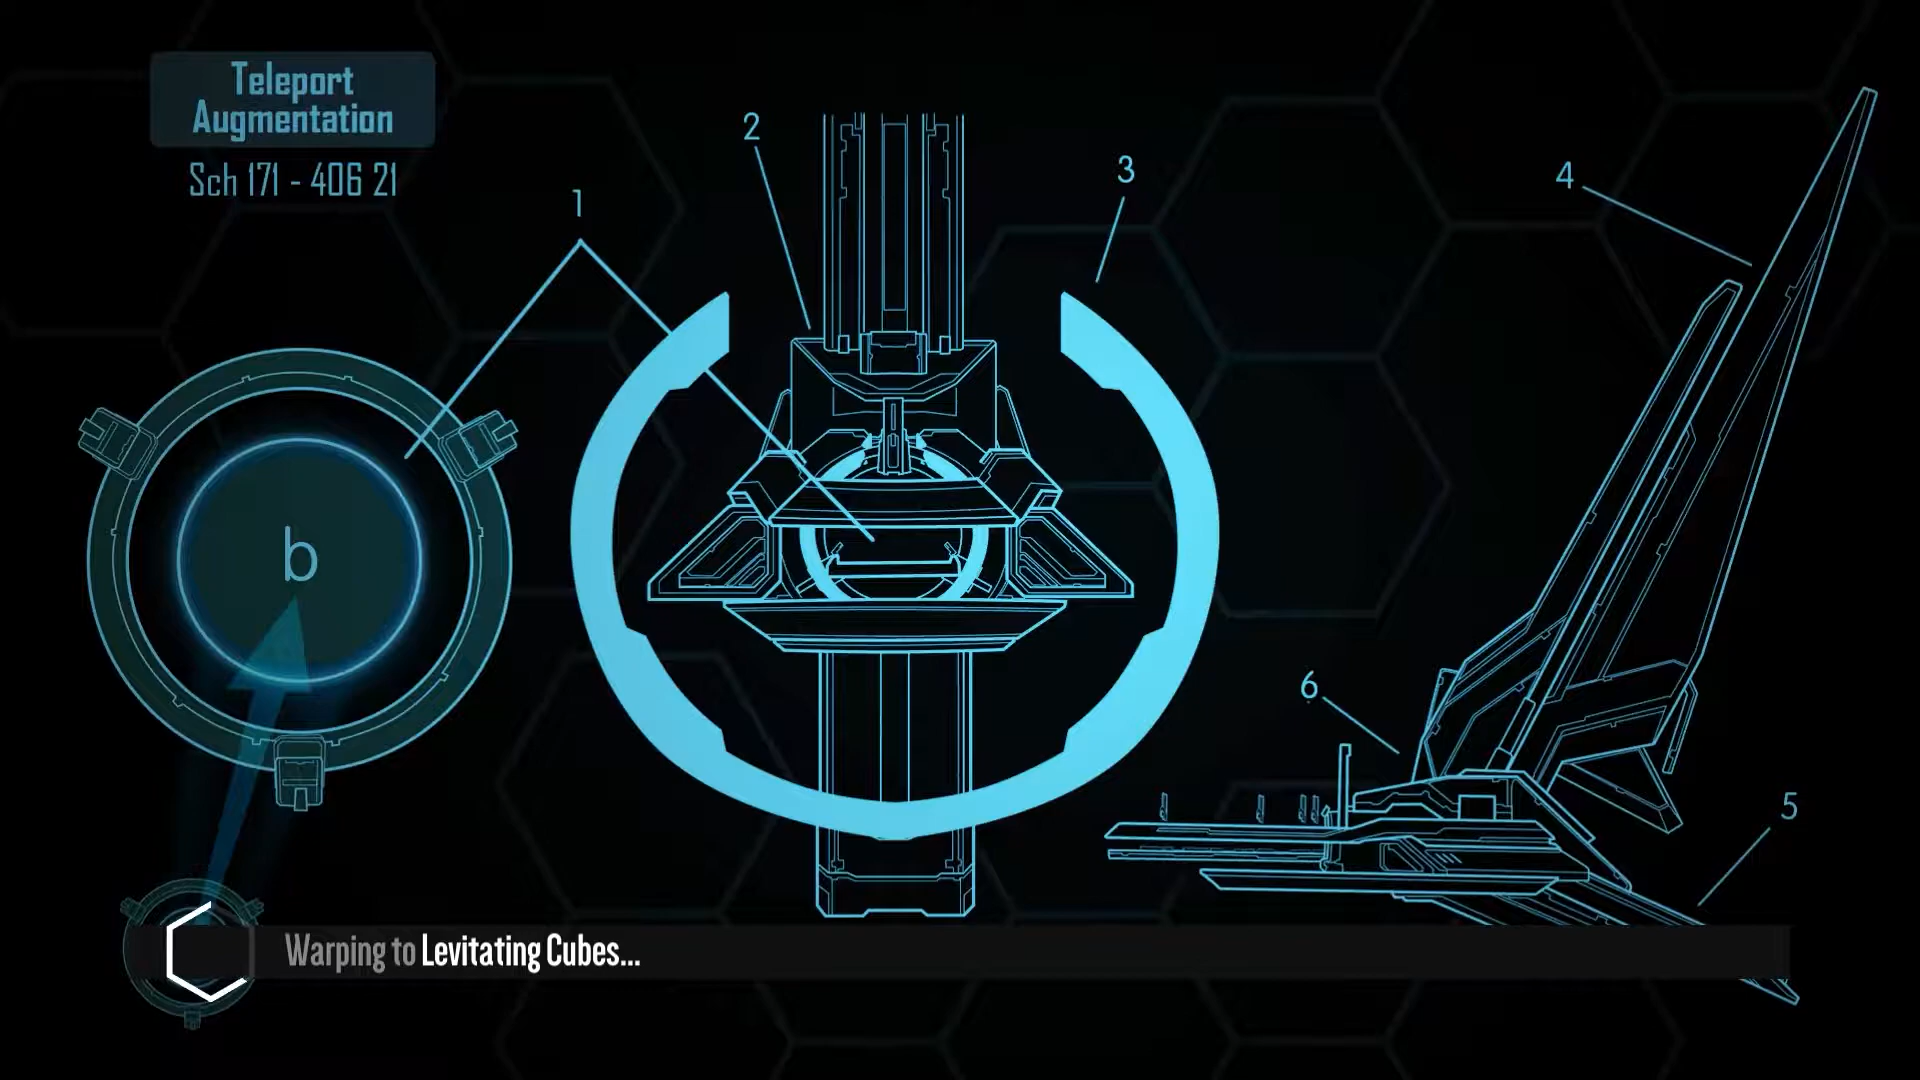 Teleport
Augmentation
Sch 171 - 406 21
1
2
3
4
b
6
5
Warping to Levitating Cubes...